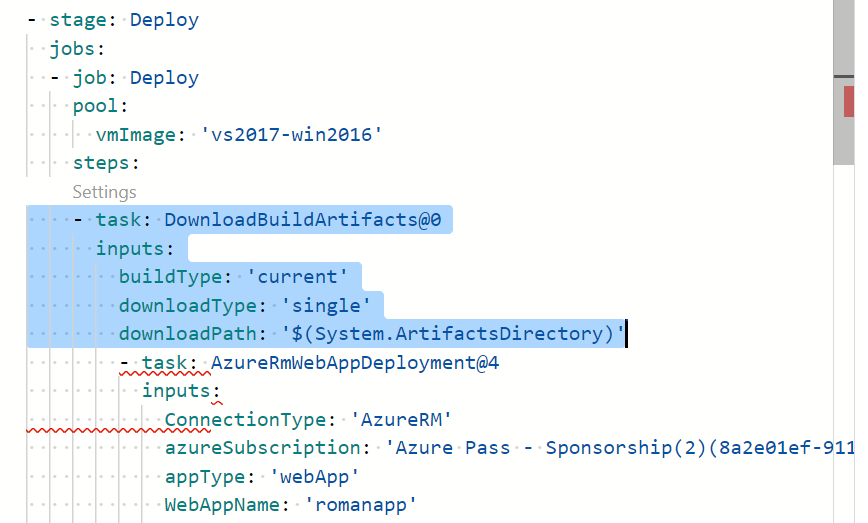 - stage: Deploy
jobs:
- job: Deploy
pool:
vmImage: 'vs2017-win2016'
steps:
Settings
- task: DownloadBuildArtifacts@0
inputs:
buildType: 'current'
downloadType: 'single'
downloadPath: '$(System.ArtifactsDirectory)'
- task: AzureRmWebAppDeployment@4
inputs:
ConnectionType: 'AzureRM'
azureSubscription: 'Azure Pass - Sponsorship(2)(8a2e01ef-911
appType: 'webApp'
WebAppName: 'romanapp'